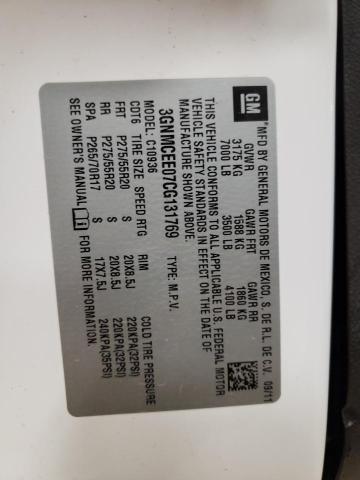 GM
MFD BY GENERAL MOTORS DE MEXICO, S. DE R.L. DE C.V. 09/11
GVWR GAWR FRT GAWR RR
3175 KG 1588 KG 1860 KG
7000 LB 3500 LB 4100 LB
THIS VEHICLE CONFORMS TO ALL APPLICABLE U.S. FEDERAL MOTOR
VEHICLE SAFETY STANDARDS IN EFFECT ON THE DATE OF
MANUFACTURE SHOWN ABOVE.
3GNMCEE07CG131769 TYPE: M.P.V.
MODEL: C10936
CDT6 TIRE SIZE SPEED RTG RIM COLD TIRE PRESSURE
FRT P275/55R20 S 20X8.5J 220KPA(32PSI)
RR P275/55R20 S 20X8.5J 220KPA(32PSI)
SPA P265/70R17 S 17X7.5J 240KPA(35PSI)
SEE OWNER'S MANUAL FOR MORE INFORMATION.